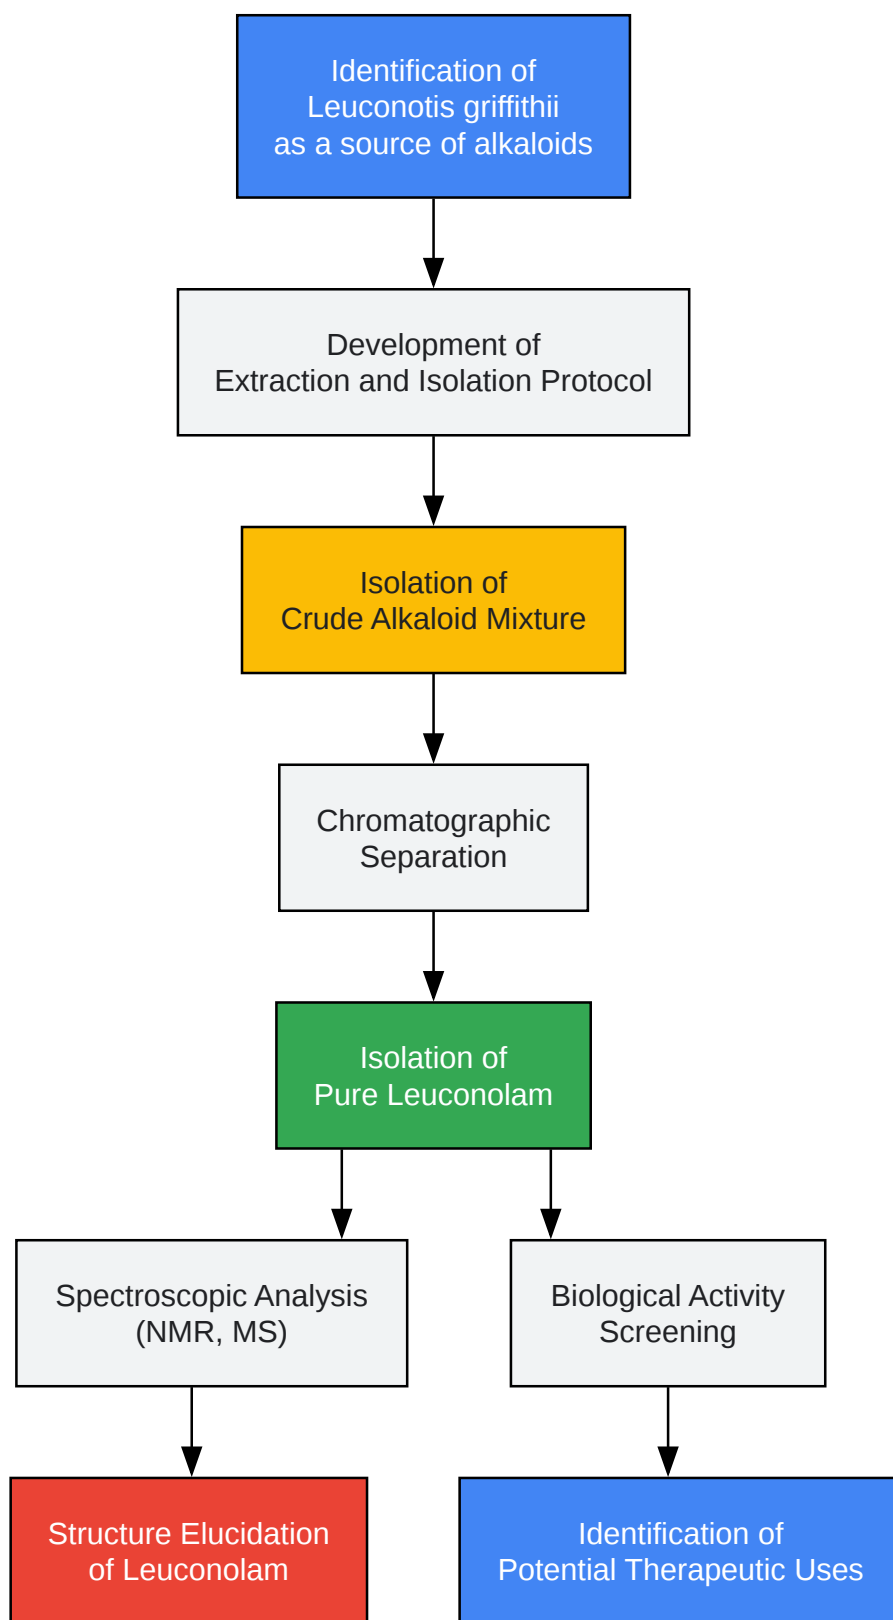 Identification of
Leuconotis griffithii
as a source of alkaloids
Development of
Extraction and Isolation Protocol
Isolation of
Crude Alkaloid Mixture
Chromatographic
Separation
Isolation of
Pure Leuconolam
Spectroscopic Analysis
(NMR, MS)
Biological Activity
Screening
Structure Elucidation
of Leuconolam
Identification of
Potential Therapeutic Uses